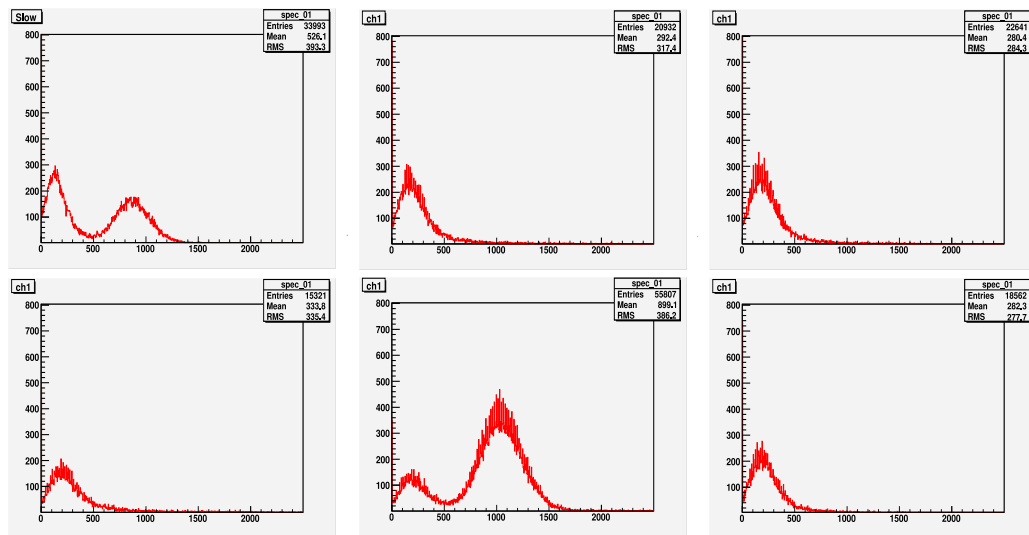 Slow
spec_01
Entries 33993
Mean 526.1
RMS 393.3
800
700
600
500
400
300
200
100
0 500 1000 1500 2000
ch1
spec_01
Entries 20932
Mean 292.4
RMS 317.4
800
700
600
500
400
300
200
100
0 500 1000 1500 2000
ch1
spec_01
Entries 22641
Mean 280.4
RMS 284.3
800
700
600
500
400
300
200
100
0 500 1000 1500 2000
ch1
spec_01
Entries 15321
Mean 333.8
RMS 335.4
800
700
600
500
400
300
200
100
0 500 1000 1500 2000
ch1
spec_01
Entries 55807
Mean 899.1
RMS 386.2
800
700
600
500
400
300
200
100
0 500 1000 1500 2000
ch1
spec_01
Entries 18562
Mean 282.3
RMS 277.7
800
700
600
500
400
300
200
100
0 500 1000 1500 2000